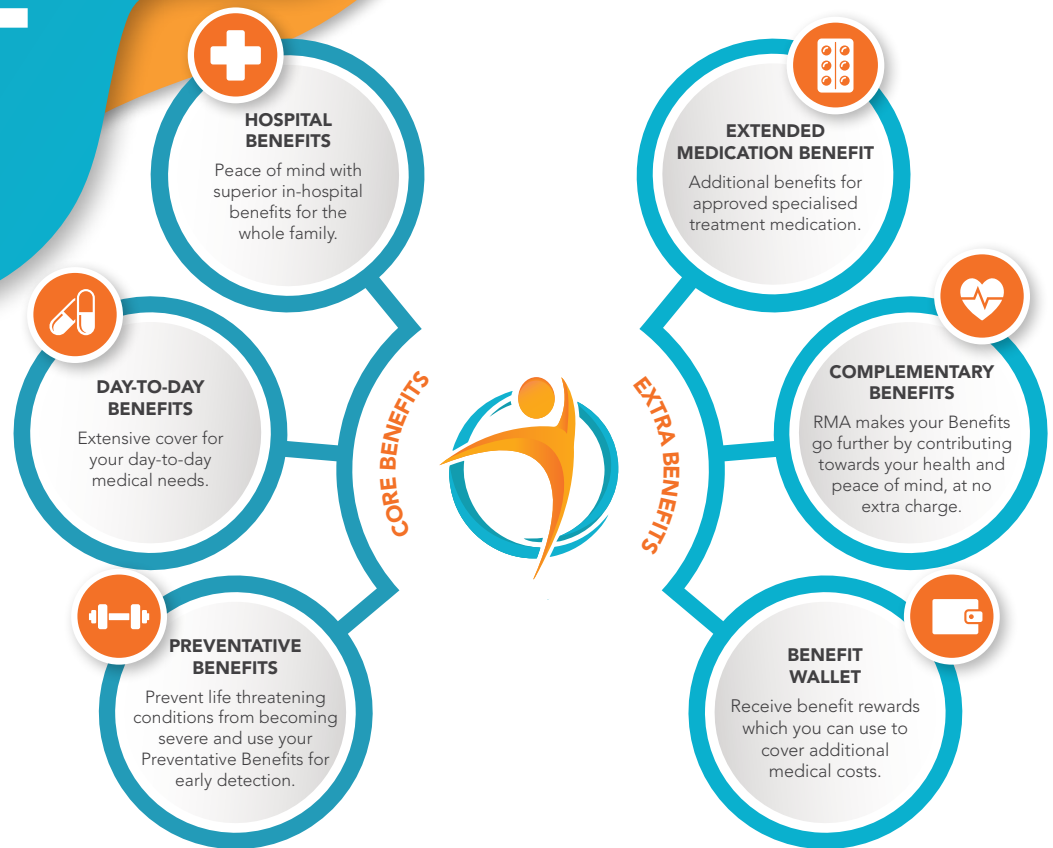 HOSPITAL
BENEFITS
Peace of mind with
superior in-hospital
benefits for the
whole family.
DAY-TO-DAY
BENEFITS
Extensive cover for
your day-to-day
medical needs.
PREVENTATIVE
BENEFITS
Prevent life threatening
conditions from becoming
severe and use your
Preventative Benefits for
early detection.
CORE BENEFITS
EXTRA BENEFITS
EXTENDED
MEDICATION BENEFIT
Additional benefits for
approved specialised
treatment medication.
COMPLEMENTARY
BENEFITS
RMA makes your Benefits
go further by contributing
towards your health and
peace of mind, at no
extra charge.
BENEFIT
WALLET
Receive benefit rewards
which you can use to
cover additional
medical costs.